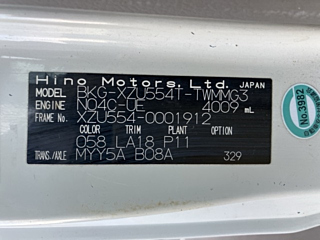 Hino Motors, Ltd. JAPAN
MODEL BKG-XZU554T-TWMMG3
ENGINE N04C-UE 4009 mL
FRAME No. XZU554-0001912
COLOR TRIM PLANT OPTION
058 LA18 P11
TRANS./AXLE MYY5A B08A 329
No.3982